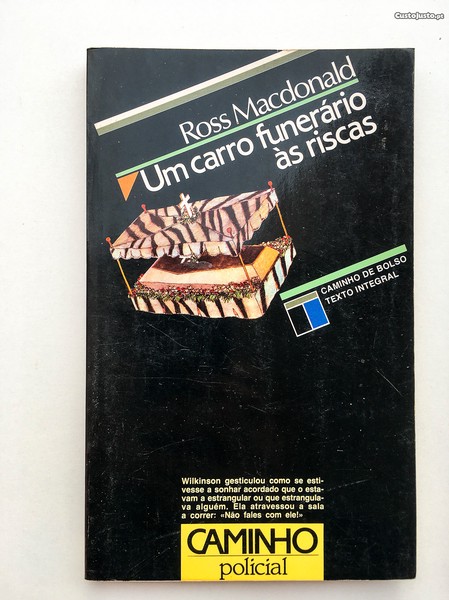 CustoJusto.pt
Ross Macdonald
Um carro funerário
às riscas
CAMINHO DE BOLSO
TEXTO INTEGRAL
Wilkinson gesticulou como se esti-
vesse a sonhar acordado que o esta-
vam a estrangular ou que estrangula-
va alguém. Ela atravessou a sala
a correr: «Não fales com ele!»
CAMINHO
policial